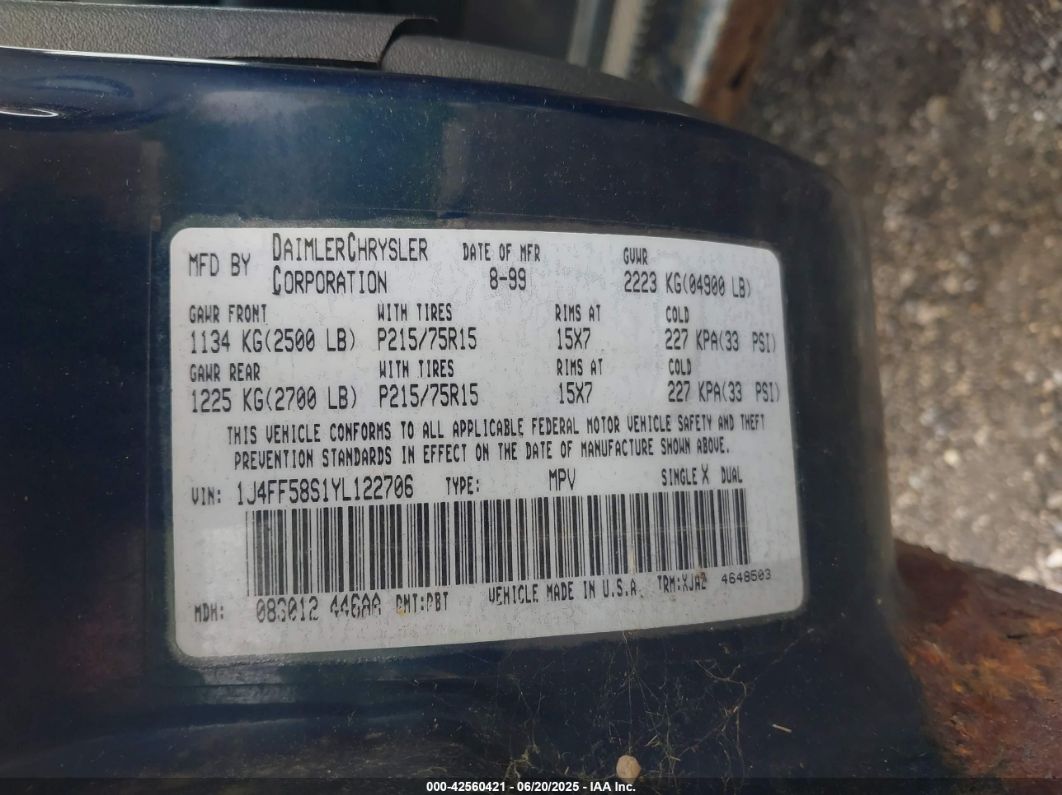 MFD BY DAIMLERCHRYSLER CORPORATION DATE OF MFR 8-99 GVWR 2223 KG(04900 LB)
GAWR FRONT WITH TIRES RIMS AT COLD
1134 KG(2500 LB) P215/75R15 15X7 227 KPA(33 PSI)
GAWR REAR WITH TIRES RIMS AT COLD
1225 KG(2700 LB) P215/75R15 15X7 227 KPA(33 PSI)
THIS VEHICLE CONFORMS TO ALL APPLICABLE FEDERAL MOTOR VEHICLE SAFETY AND THEFT
PREVENTION STANDARDS IN EFFECT ON THE DATE OF MANUFACTURE SHOWN ABOVE.
VIN: 1J4FF58S1YL122706 TYPE: MPV SINGLE X DUAL
MDH: PNT:PBT VEHICLE MADE IN U.S.A. TRM:XJAZ 4648503
000-42560421 - 06/20/2025 - IAA Inc.